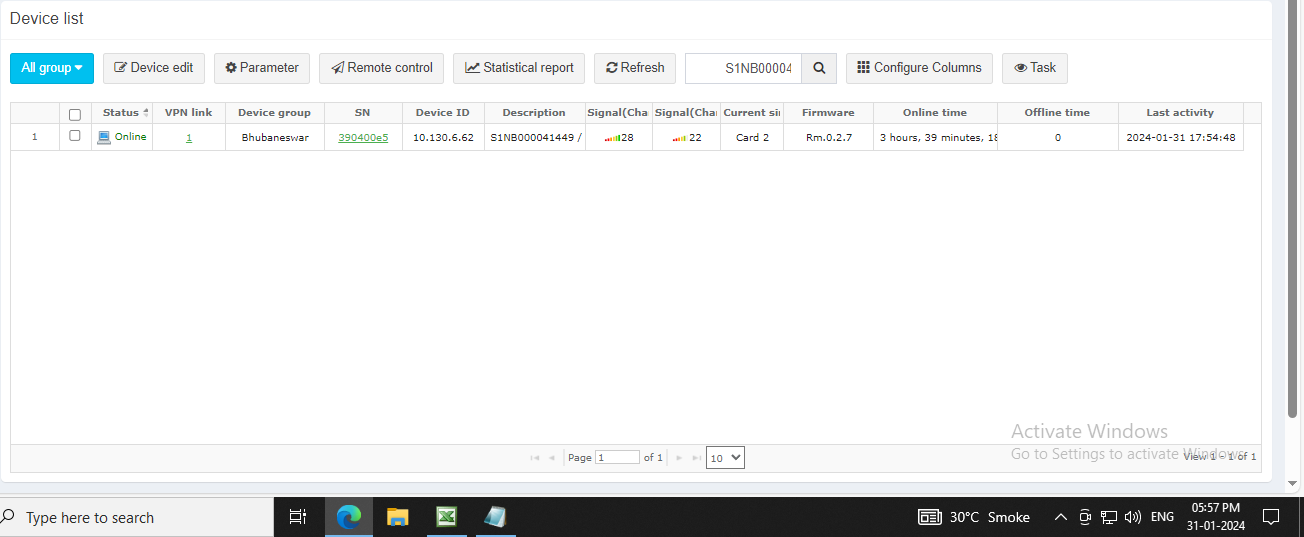 Device list
All group Device edit Parameter Remote control Statistical report Refresh S1NB00004 Configure Columns Task
Status VPN link Device group SN Device ID Description Signal(Cha Signal(Cha Current si Firmware Online time Offline time Last activity
1 Online 1 Bhubaneswar 390400e5 10.130.6.62 S1NB000041449 / 28 22 Card 2 Rm.0.2.7 3 hours, 39 minutes, 18 0 2024-01-31 17:54:48
Activate Windows
Go to Settings to activate Windows.
Page 1 of 1 10 View 1 - 1 of 1
Type here to search 30°C Smoke ENG 05:57 PM
31-01-2024